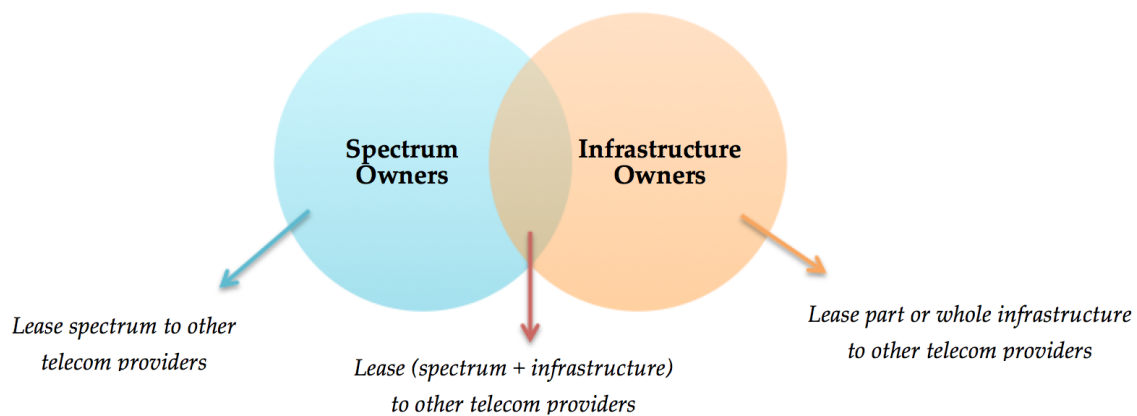 Spectrum
Owners
Infrastructure
Owners
Lease spectrum to other
telecom providers
Lease (spectrum + infrastructure)
to other telecom providers
Lease part or whole infrastructure
to other telecom providers